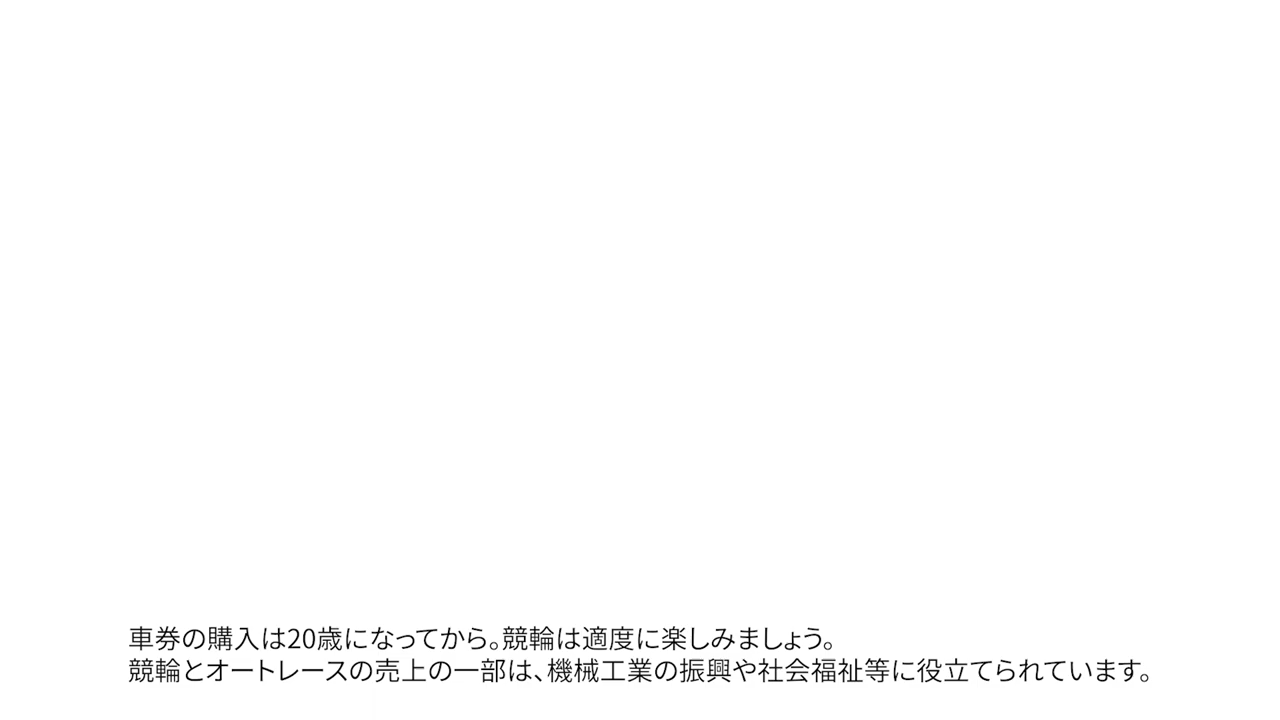 車券の購入は20歳になってから。競輪は適度に楽しみましょう。
競輪とオートレースの売上の一部は、機械工業の振興や社会福祉等に役立てられています。